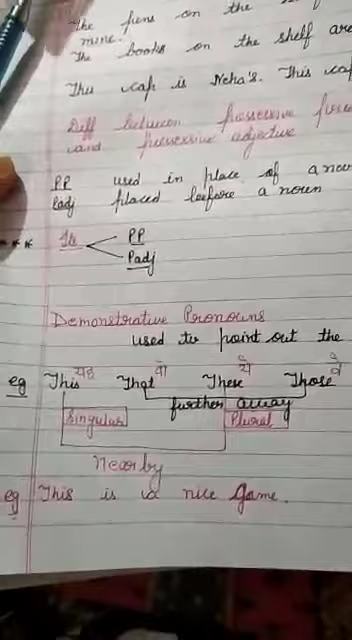 The pens on the
mine.
The books on the shelf are
This cap is Neha's. This cap
Diff between possessive
and possessive adjective
PP used in place of a noun
Padj placed before a noun
*** Its PP
Padj
Demonstrative Pronouns
used to point out the
eg This यह That वो These ये Those वे
further away
Singular Plural
Nearby
eg This is a nice game.